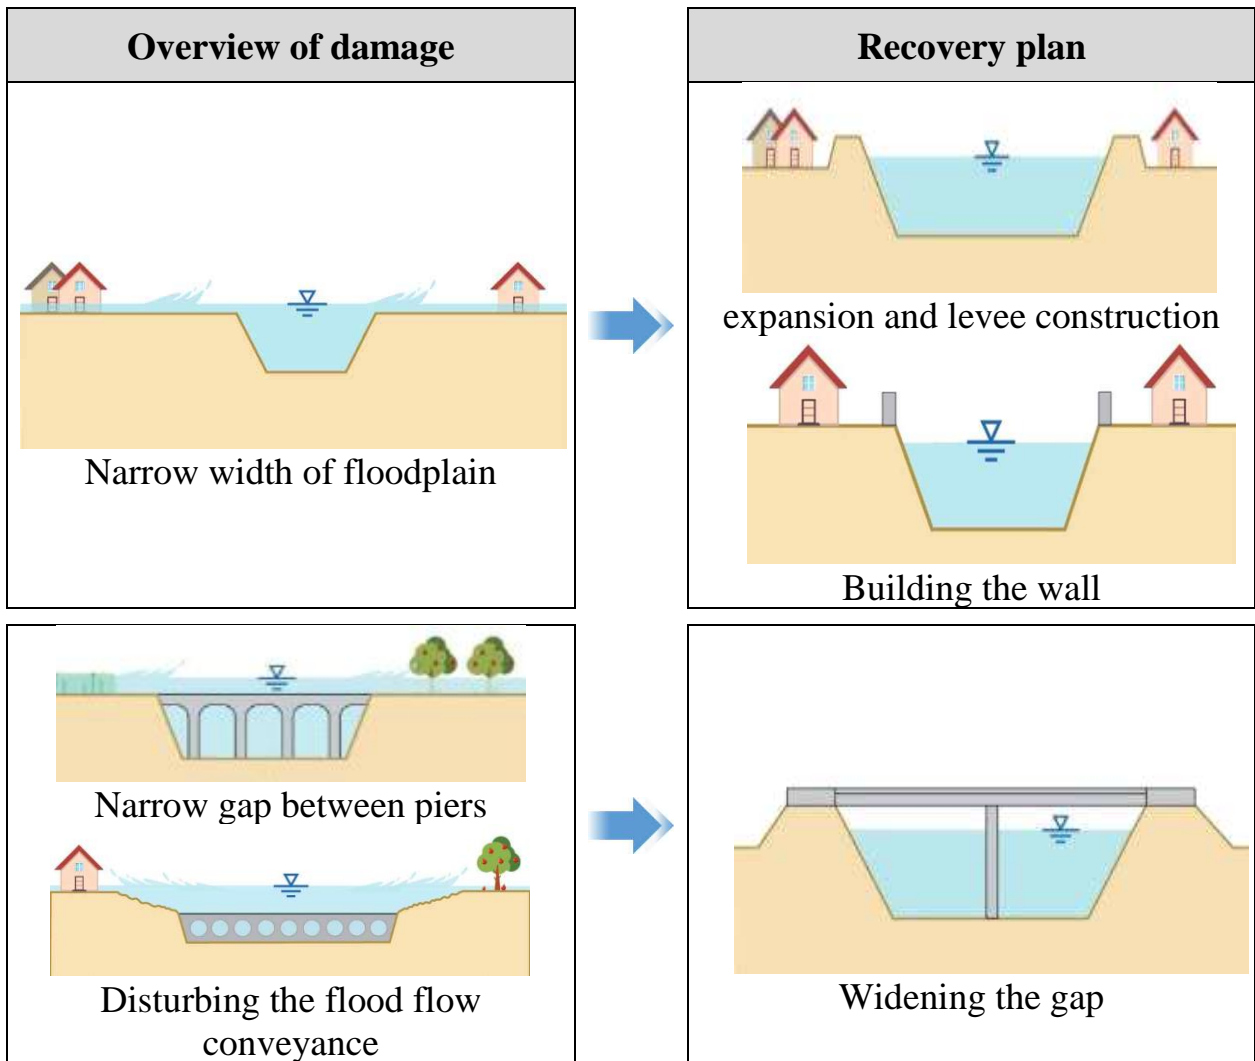 Overview of damage
Recovery plan
Narrow width of floodplain
expansion and levee construction
Building the wall
Narrow gap between piers
Disturbing the flood flow
conveyance
Widening the gap